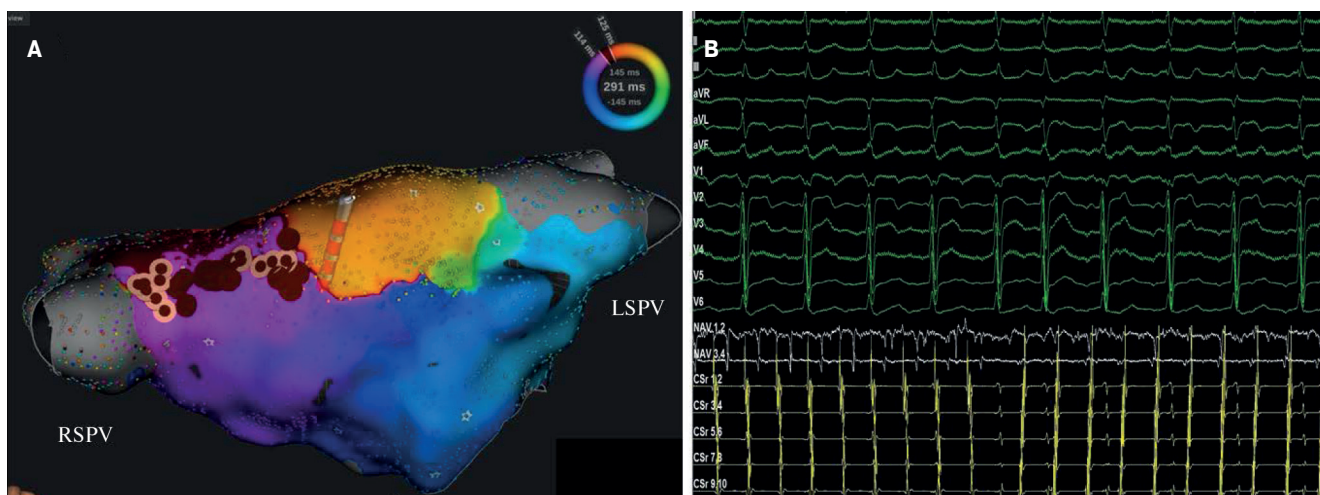 view
A
125 ms
114 ms
145 ms
291 ms
-145 ms
LSPV
RSPV
B
I
II
III
aVR
aVL
aVF
V1
V2
V3
V4
V5
V6
NAV 1,2
NAV 3,4
CSr 1,2
CSr 3,4
CSr 5,6
CSr 7,8
CSr 9,10